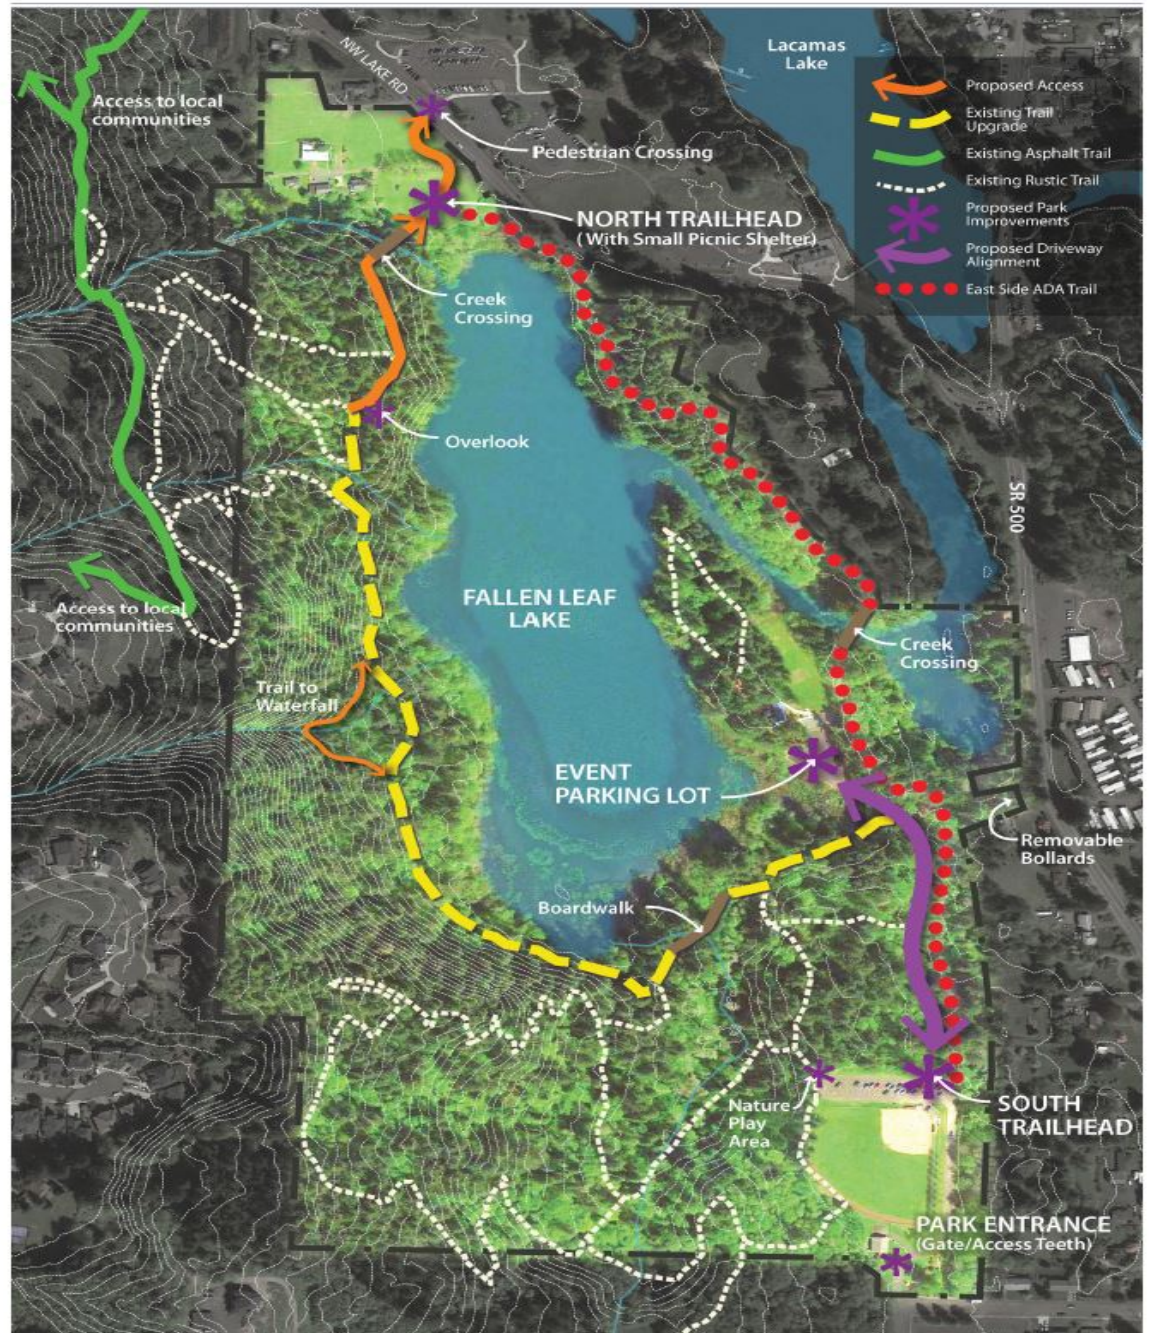 Lacamas
Lake
NW LAKE RD
Access to local
communities
Pedestrian Crossing
Proposed Access
Existing Trail
Upgrade
Existing Asphalt Trail
Existing Rustic Trail
Proposed Park
Improvements
Proposed Driveway
Alignment
East Side ADA Trail
NORTH TRAILHEAD
(With Small Picnic Shelter)
Creek
Crossing
Overlook
SR 500
FALLEN LEAF
LAKE
Access to local
communities
Creek
Crossing
Trail to
Waterfall
EVENT
PARKING LOT
Removable
Bollards
Boardwalk
Nature
Play
Area
SOUTH
TRAILHEAD
PARK ENTRANCE
(Gate/Access Teeth)